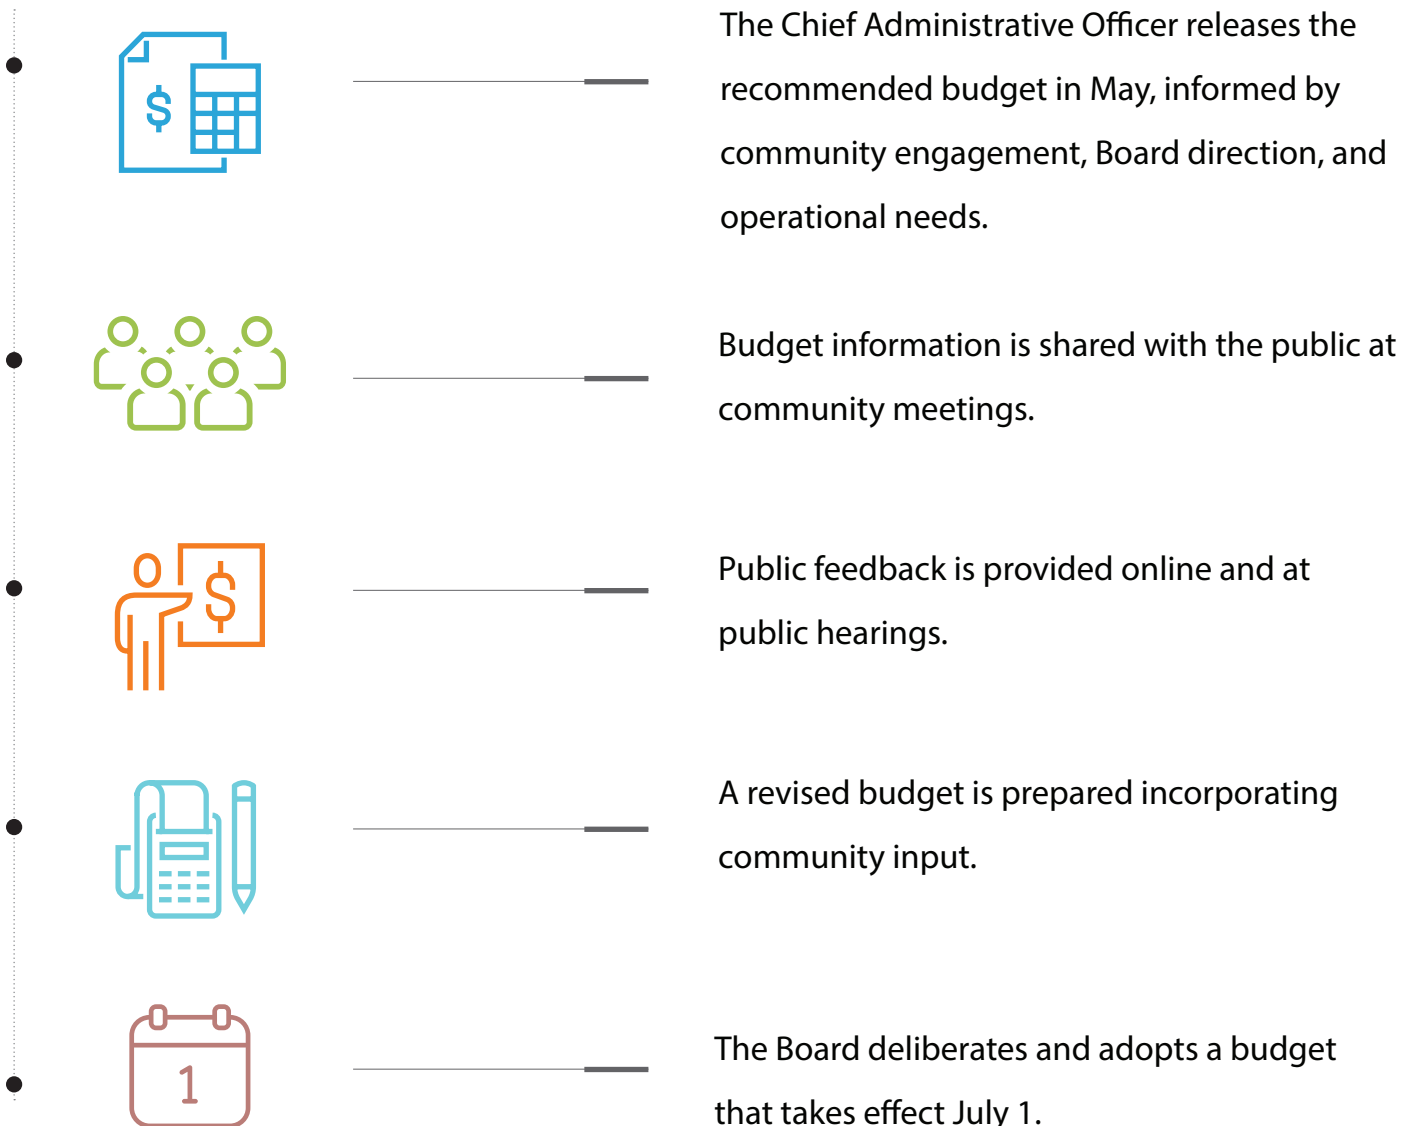 The Chief Administrative Officer releases the
recommended budget in May, informed by
community engagement, Board direction, and
operational needs.
$
Budget information is shared with the public at
community meetings.
Public feedback is provided online and at
public hearings.
$
A revised budget is prepared incorporating
community input.
The Board deliberates and adopts a budget
that takes effect July 1.
1